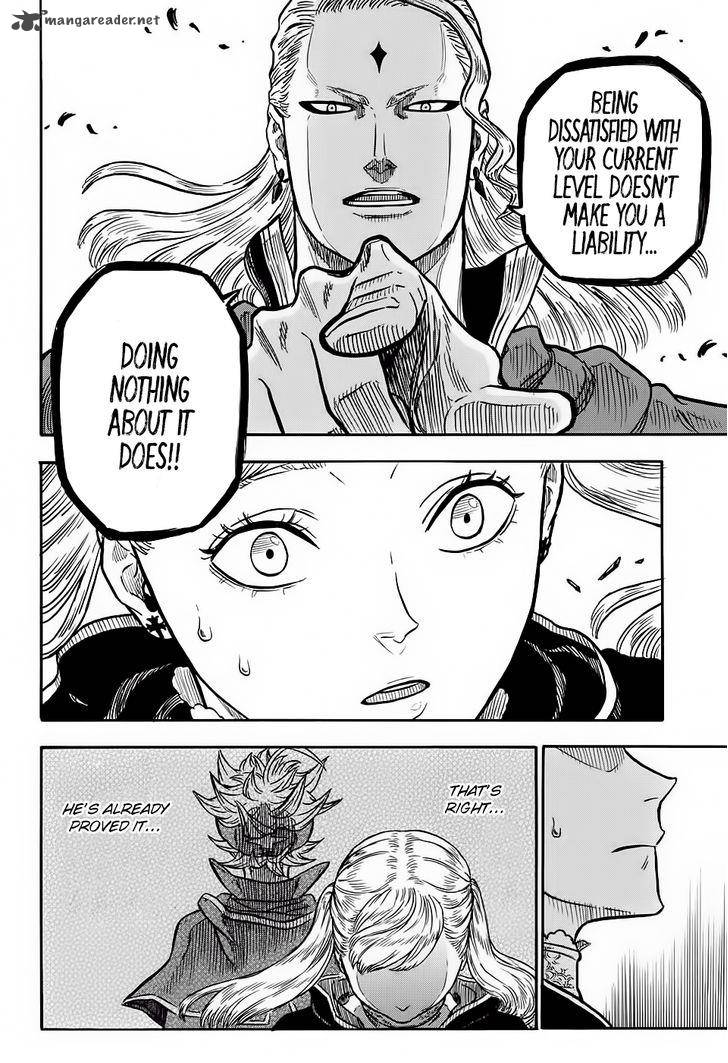 mangareader.net
BEING
DISSATISFIED WITH
YOUR CURRENT
LEVEL DOESN'T
MAKE YOU A
LIABILITY...
DOING
NOTHING
ABOUT IT
DOES!!
THAT'S
RIGHT...
HE'S ALREADY
PROVED IT...